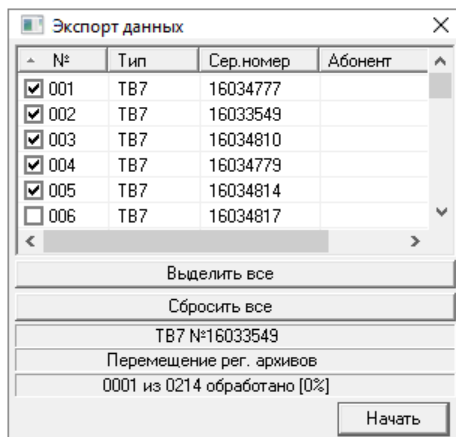 Экспорт данных
№ Тип Сер.номер Абонент
001 ТВ7 16034777
002 ТВ7 16033549
003 ТВ7 16034810
004 ТВ7 16034779
005 ТВ7 16034814
006 ТВ7 16034817
Выделить все
Сбросить все
ТВ7 №16033549
Перемещение рег. архивов
0001 из 0214 обработано [0%]
Начать